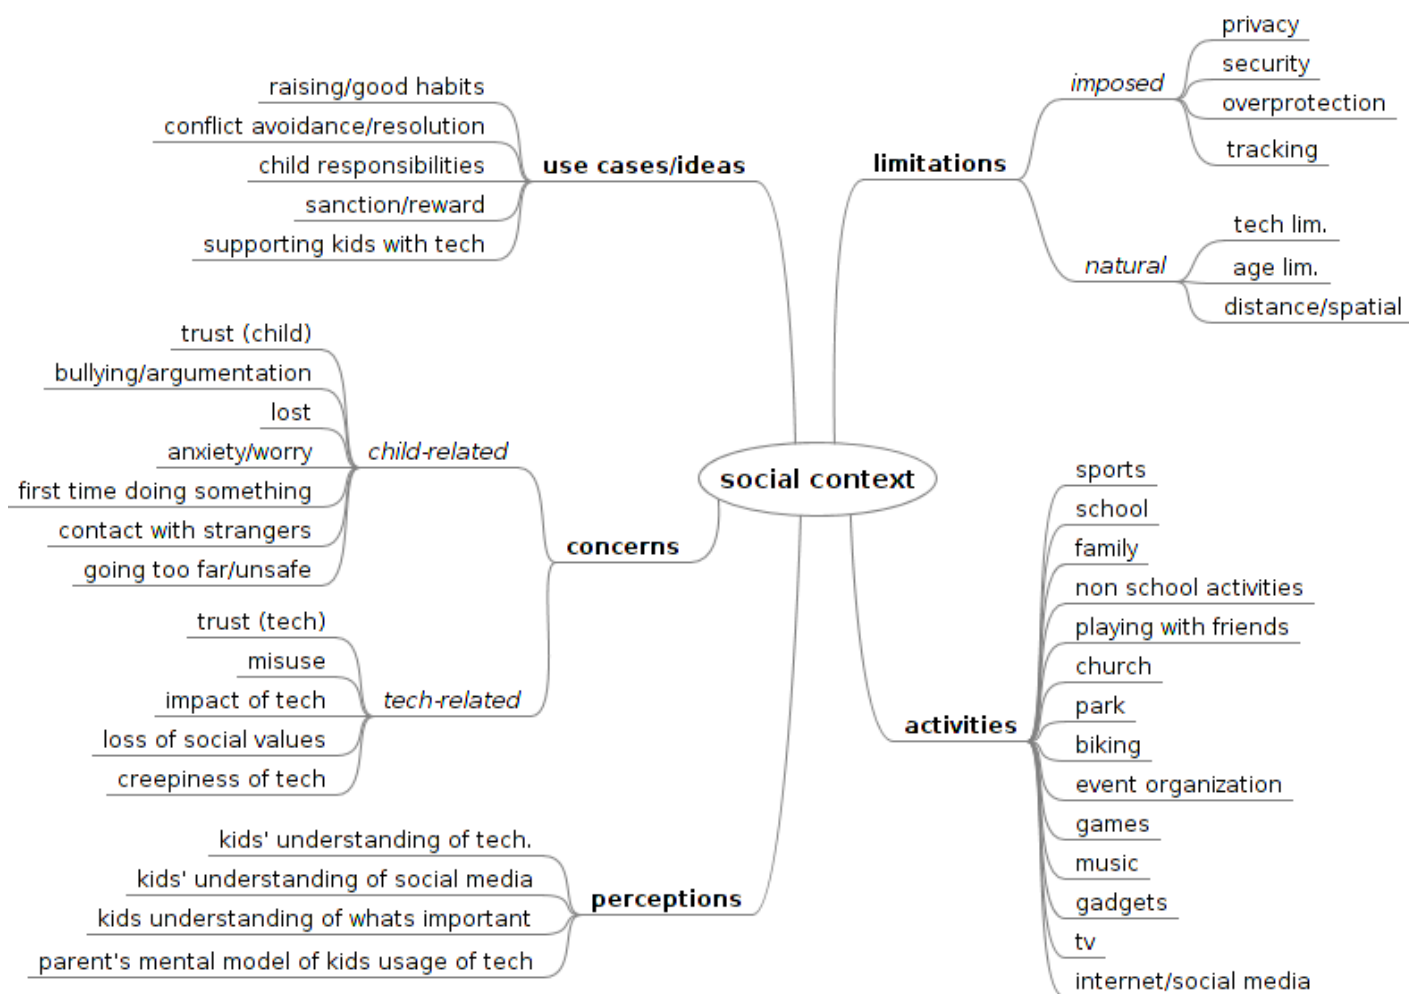 social context
use cases/ideas
raising/good habits
conflict avoidance/resolution
child responsibilities
sanction/reward
supporting kids with tech
concerns
child-related
trust (child)
bullying/argumentation
lost
anxiety/worry
first time doing something
contact with strangers
going too far/unsafe
tech-related
trust (tech)
misuse
impact of tech
loss of social values
creepiness of tech
perceptions
kids' understanding of tech.
kids' understanding of social media
kids understanding of whats important
parent's mental model of kids usage of tech
limitations
imposed
privacy
security
overprotection
tracking
natural
tech lim.
age lim.
distance/spatial
activities
sports
school
family
non school activities
playing with friends
church
park
biking
event organization
games
music
gadgets
tv
internet/social media